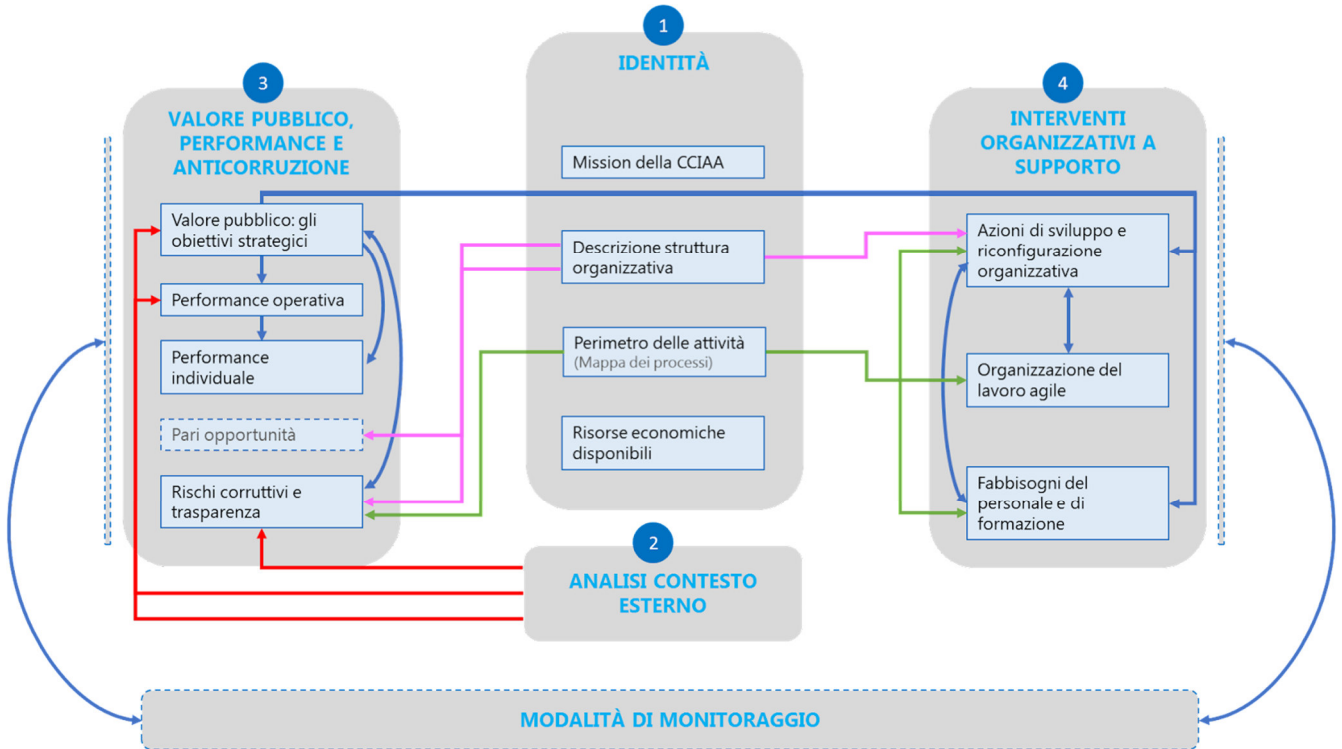 1
IDENTITÀ
Mission della CCIAA
Descrizione struttura
organizzativa
Perimetro delle attività
(Mappa dei processi)
Risorse economiche
disponibili
2
ANALISI CONTESTO
ESTERNO
3
VALORE PUBBLICO,
PERFORMANCE E
ANTICORRUZIONE
Valore pubblico: gli
obiettivi strategici
Performance operativa
Performance
individuale
Pari opportunità
Rischi corruttivi e
trasparenza
4
INTERVENTI
ORGANIZZATIVI A
SUPPORTO
Azioni di sviluppo e
riconfigurazione
organizzativa
Organizzazione del
lavoro agile
Fabbisogni del
personale e di
formazione
MODALITÀ DI MONITORAGGIO